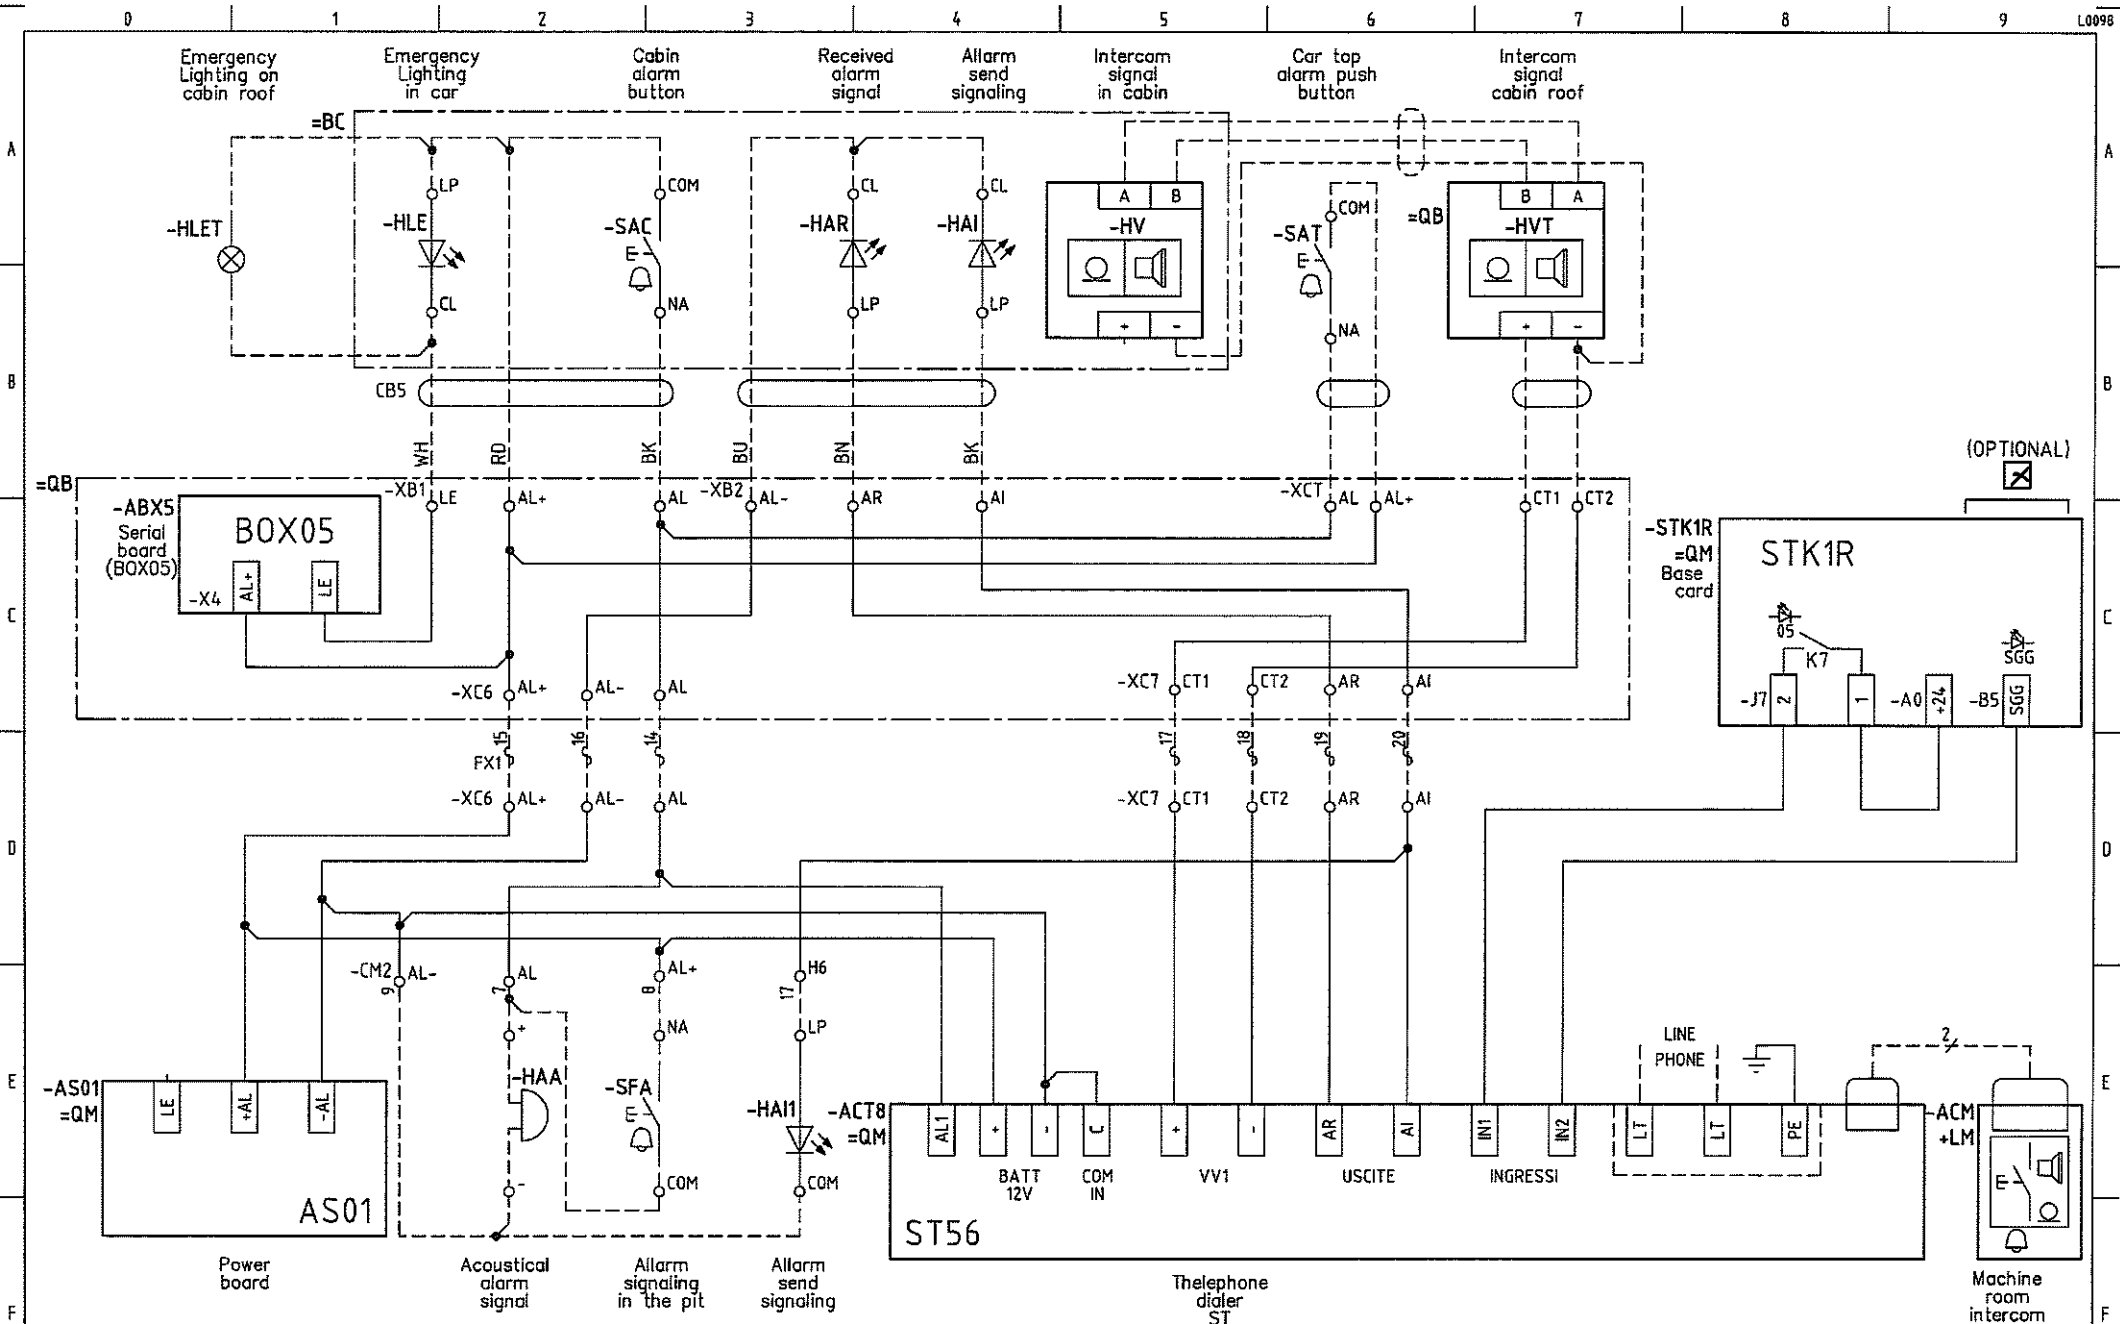 0 1 2 3 4 5 6 7 8 9 L0098
Emergency
Lighting on
cabin roof
Emergency
Lighting
in car
Cabin
alarm
button
Received
alarm
signal
Allarm
send
signaling
Intercom
signal
in cabin
Car top
alarm push
button
Intercom
signal
cabin roof
=BC
A A
LP COM CL CL A B COM B A
-HLET -HLE -SAC -HAR -HAI -HV -SAT =QB -HVT
E E
CL NA LP LP + - NA + -
B B
CB5
WH RD BK BU BN BK
(OPTIONAL)
=QB
-XB1 LE AL+ AL -XB2 AL- AR AI -XCT AL AL+ CT1 CT2
-ABX5
Serial
board
(BOX05)
BOX05
-X4 AL+ LE
-STK1R
=QM
Base
card
STK1R
05
K7
SGG
-J7 2 1 -A0 +24 -B5 SGG
C C
-XC6 AL+ AL- AL -XC7 CT1 CT2 AR AI
15 16 14 17 18 19 20
FX1
-XC6 AL+ AL- AL -XC7 CT1 CT2 AR AI
D D
-CM2 AL- AL AL+ H6
9 7 8 17
+ NA LP
LINE
PHONE
2
E E
-AS01
=QM
LE +AL -AL
AS01
-HAA
-SFA
E
-HAI1
- COM COM
-ACT8
=QM
AL1 + - C + - AR AI IN1 IN2 LT LT PE
BATT
12V
COM
IN
VV1
USCITE
INGRESSI
ST56
-ACM
+LM
E
Power
board
Acoustical
alarm
signal
Allarm
signaling
in the pit
Allarm
send
signaling
Thelephone
dialer
ST
Machine
room
intercom
F F